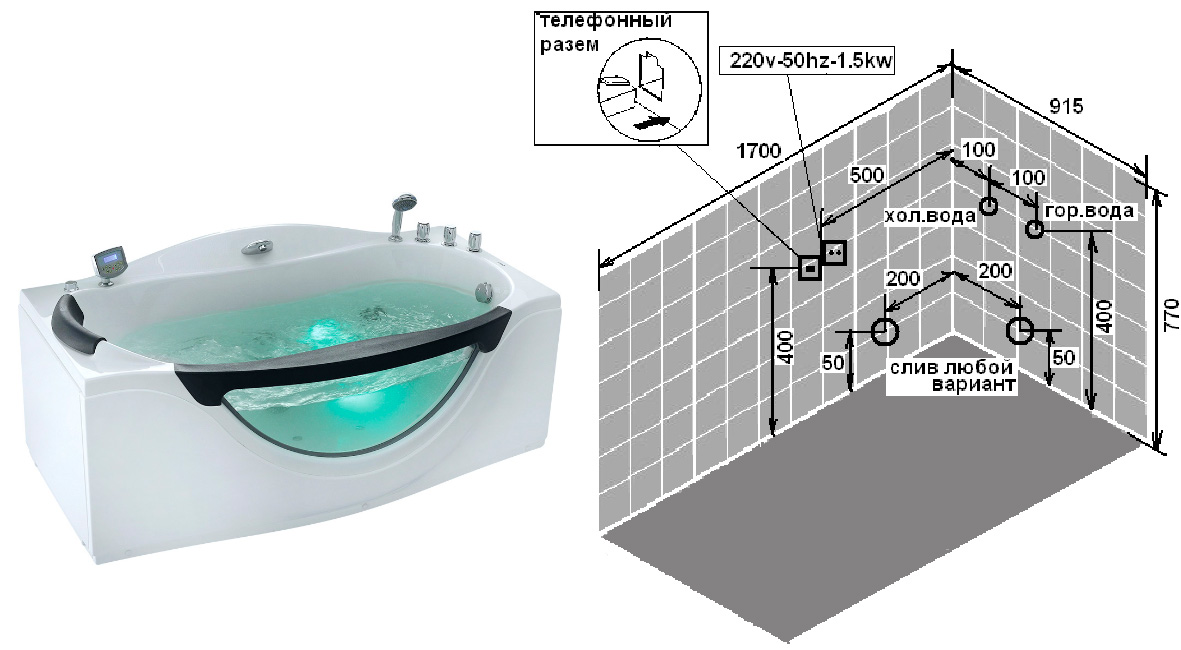 телефонный
разем
220v-50hz-1.5kw
1700
915
500
100
100
хол.вода
гор.вода
200
200
400
50
50
400
770
слив любой
вариант